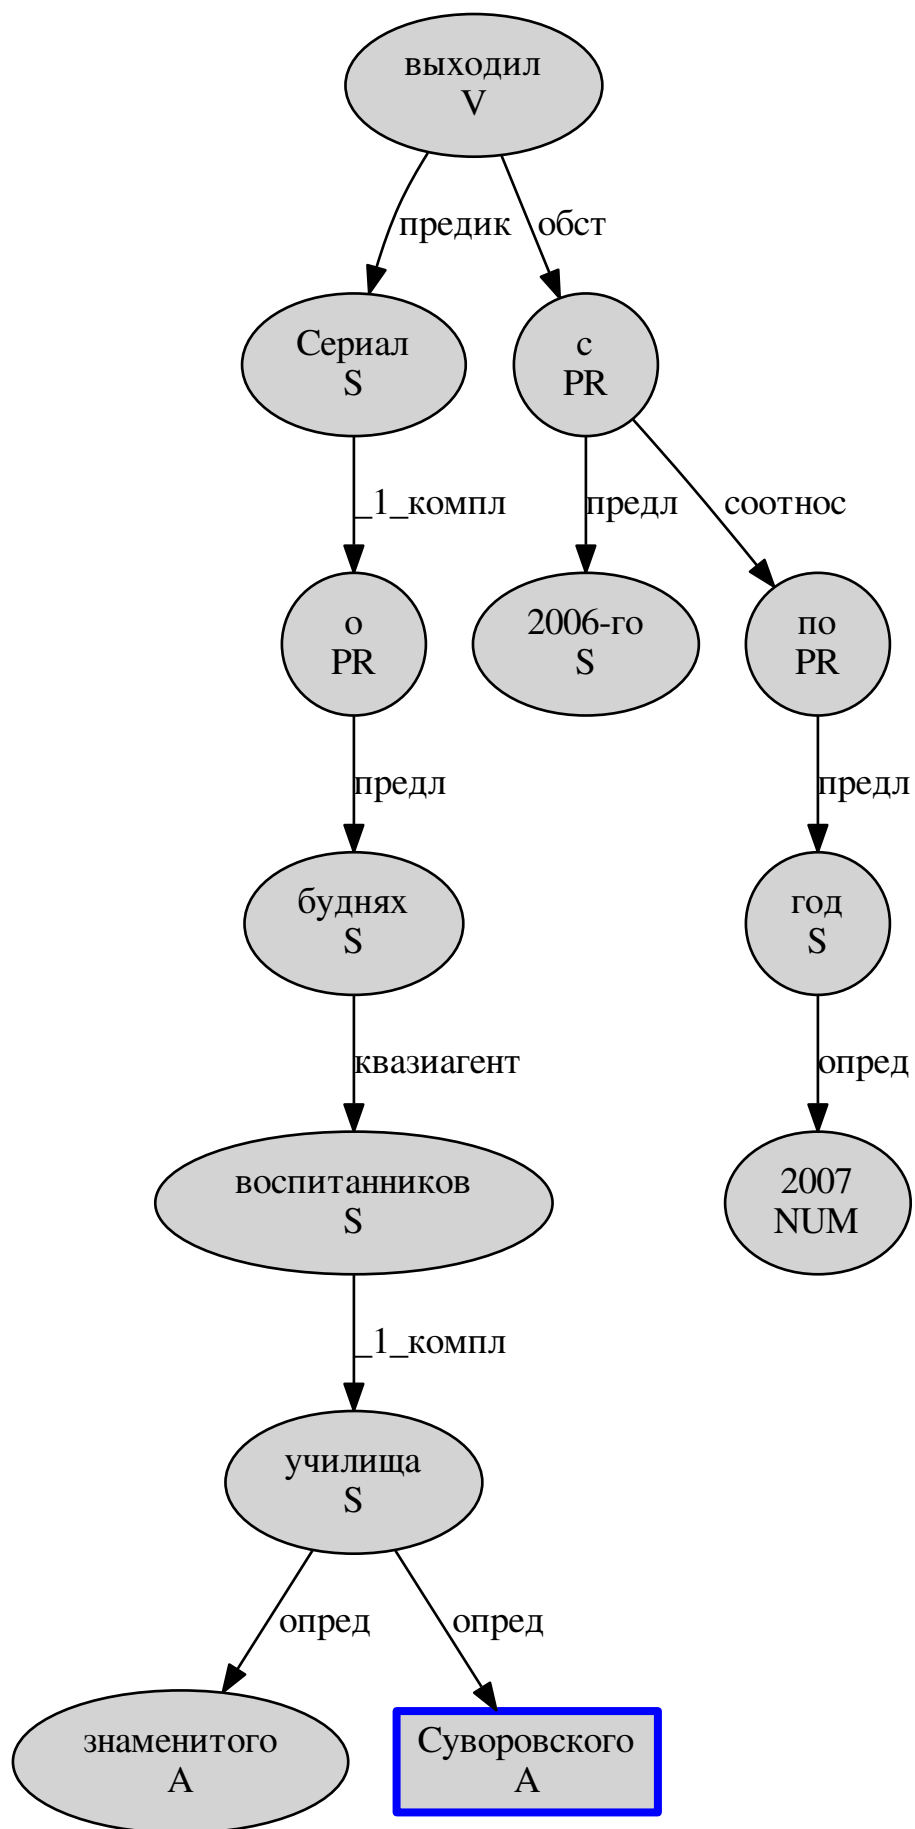 выходил
V
предик
обст
Сериал
S
с
PR
_1_компл
предл
соотнос
о
PR
2006-го
S
по
PR
предл
предл
буднях
S
год
S
квазиагент
опред
воспитанников
S
2007
NUM
_1_компл
училища
S
опред
опред
знаменитого
A
Суворовского
A